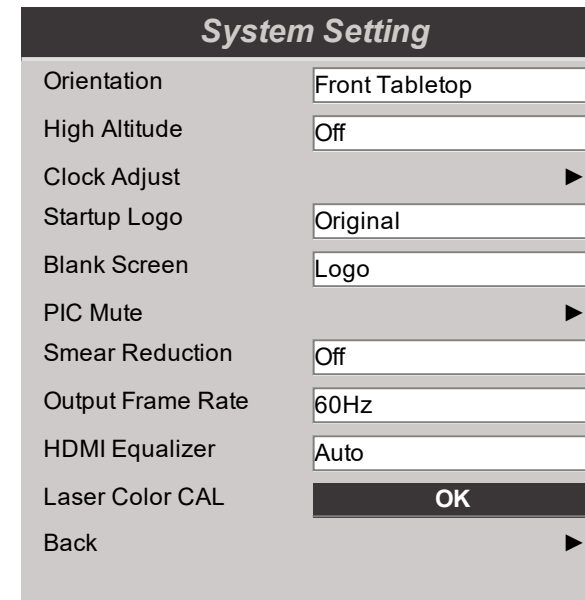 System Setting
Orientation Front Tabletop
High Altitude Off
Clock Adjust ►
Startup Logo Original
Blank Screen Logo
PIC Mute ►
Smear Reduction Off
Output Frame Rate 60Hz
HDMI Equalizer Auto
Laser Color CAL OK
Back ►